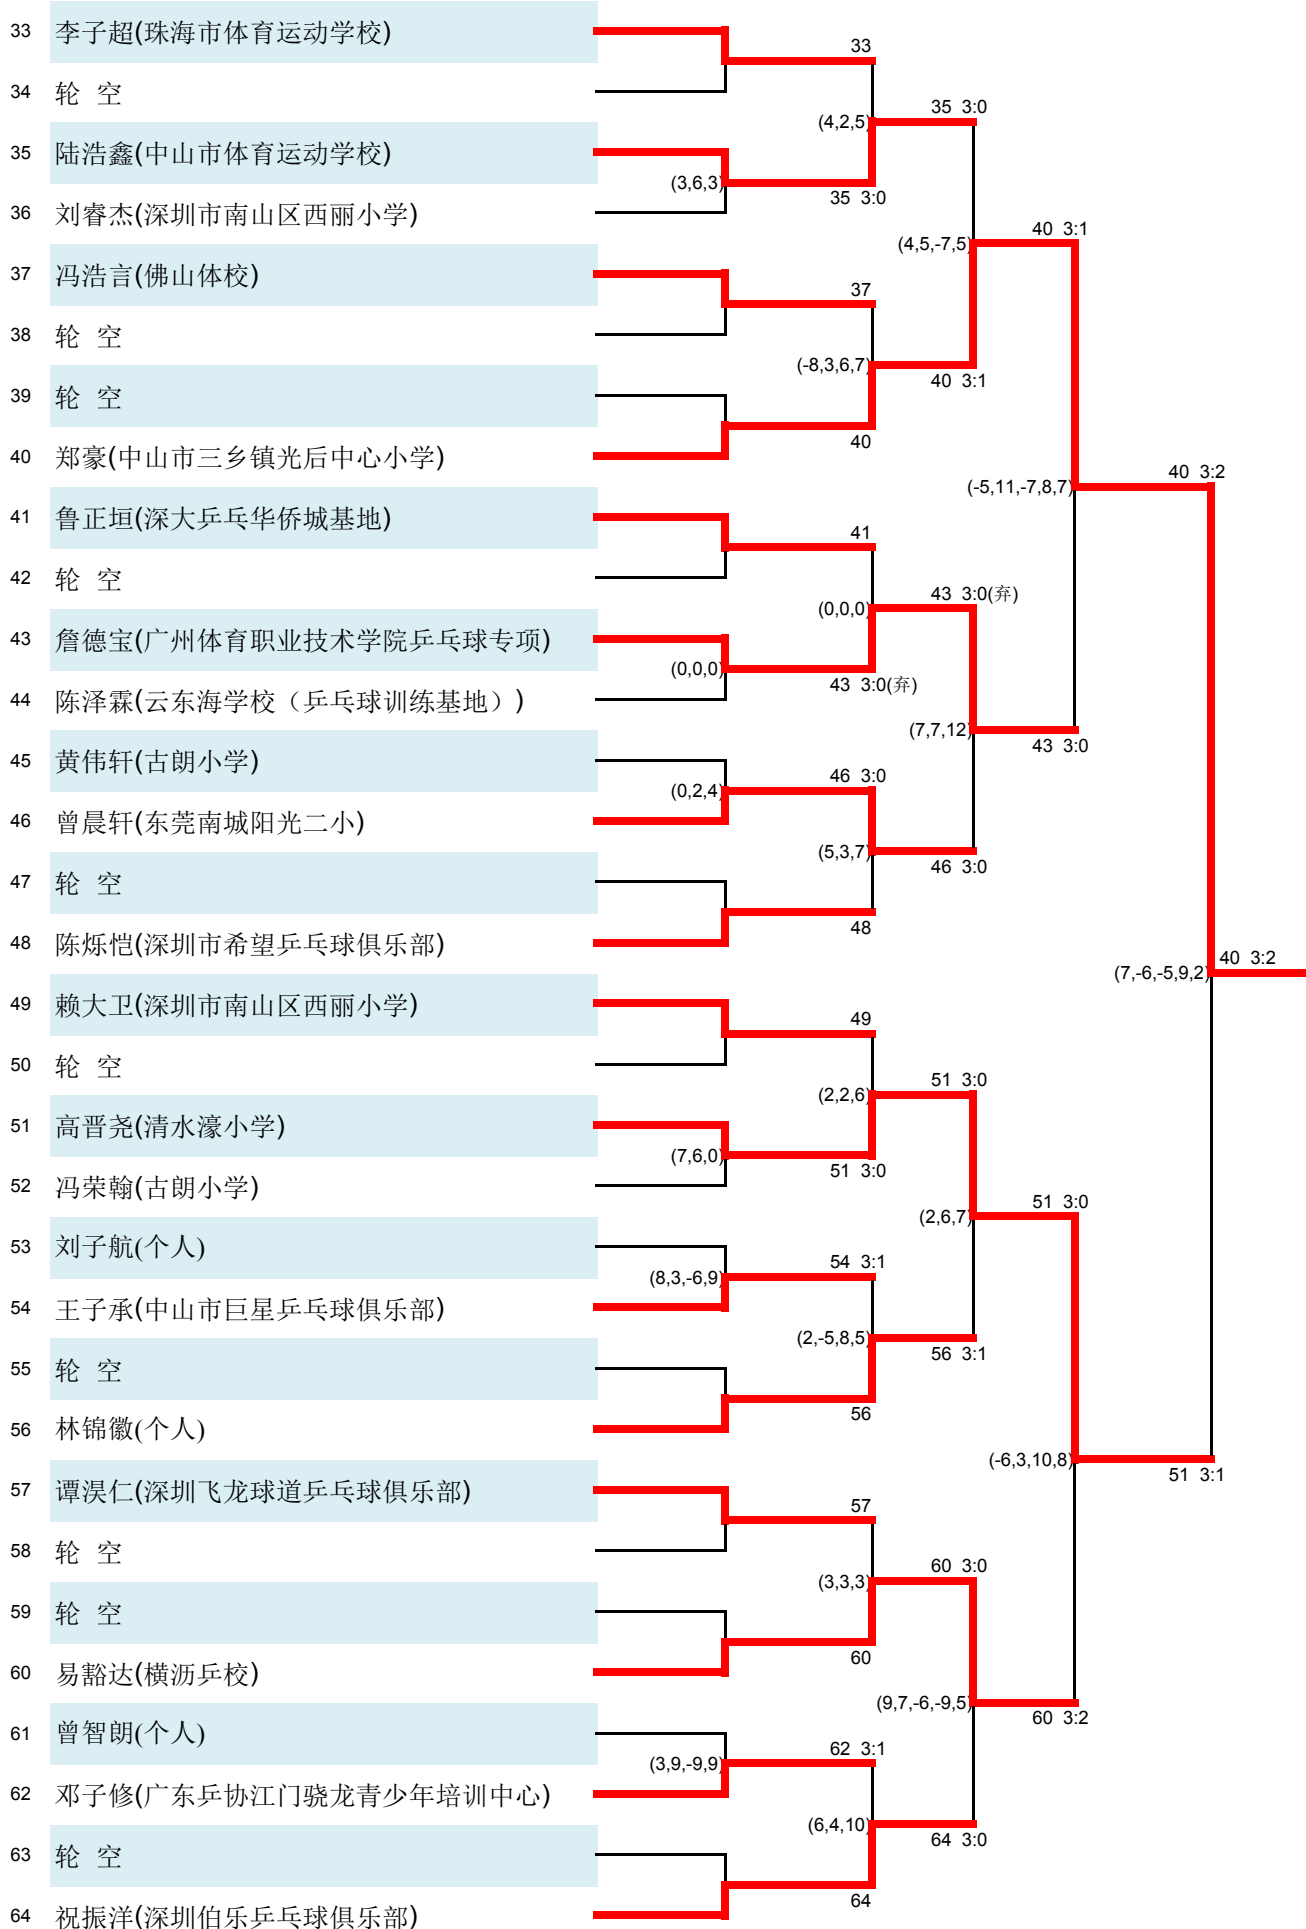 33 李子超(珠海市体育运动学校)
33
34 轮 空
35 3:0
(4,2,5)
35 陆浩鑫(中山市体育运动学校)
(3,6,3)
35 3:0
36 刘睿杰(深圳市南山区西丽小学)
40 3:1
(4,5,-7,5)
37 冯浩言(佛山体校)
37
38 轮 空
(-8,3,6,7)
40 3:1
39 轮 空
40
40 郑豪(中山市三乡镇光后中心小学)
40 3:2
(-5,11,-7,8,7)
41 鲁正垣(深大乒乓华侨城基地)
41
42 轮 空
43 3:0(弃)
(0,0,0)
43 詹德宝(广州体育职业技术学院乒乓球专项)
(0,0,0)
43 3:0(弃)
44 陈泽霖(云东海学校（乒乓球训练基地）)
(7,7,12)
43 3:0
45 黄伟轩(古朗小学)
46 3:0
(0,2,4)
46 曾晨轩(东莞南城阳光二小)
(5,3,7)
46 3:0
47 轮 空
48
48 陈烁恺(深圳市希望乒乓球俱乐部)
40 3:2
(7,-6,-5,9,2)
49 赖大卫(深圳市南山区西丽小学)
49
50 轮 空
51 3:0
(2,2,6)
51 高晋尧(清水濠小学)
(7,6,0)
51 3:0
52 冯荣翰(古朗小学)
51 3:0
(2,6,7)
53 刘子航(个人)
54 3:1
(8,3,-6,9)
54 王子承(中山市巨星乒乓球俱乐部)
(2,-5,8,5)
56 3:1
55 轮 空
56
56 林锦徽(个人)
(-6,3,10,8)
51 3:1
57 谭淏仁(深圳飞龙球道乒乓球俱乐部)
57
58 轮 空
60 3:0
(3,3,3)
59 轮 空
60
60 易豁达(横沥乒校)
(9,7,-6,-9,5)
60 3:2
61 曾智朗(个人)
62 3:1
(3,9,-9,9)
62 邓子修(广东乒协江门骁龙青少年培训中心)
(6,4,10)
64 3:0
63 轮 空
64
64 祝振洋(深圳伯乐乒乓球俱乐部)